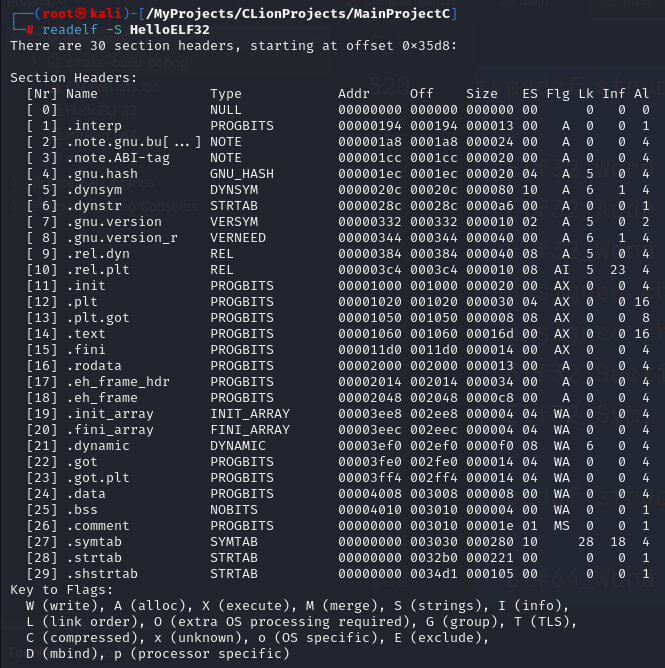 ┌──(root㉿kali)-[/MyProjects/CLionProjects/MainProjectC]
└─# readelf -S HelloELF32
There are 30 section headers, starting at offset 0x35d8:

Section Headers:
  [Nr] Name              Type            Addr     Off    Size   ES Flg Lk Inf Al
  [ 0]                   NULL            00000000 000000 000000 00      0   0  0
  [ 1] .interp           PROGBITS        00000194 000194 000013 00   A  0   0  1
  [ 2] .note.gnu.bu[...] NOTE            000001a8 0001a8 000024 00   A  0   0  4
  [ 3] .note.ABI-tag     NOTE            000001cc 0001cc 000020 00   A  0   0  4
  [ 4] .gnu.hash         GNU_HASH        000001ec 0001ec 000020 04   A  5   0  4
  [ 5] .dynsym           DYNSYM          0000020c 00020c 000080 10   A  6   1  4
  [ 6] .dynstr           STRTAB          0000028c 00028c 0000a6 00   A  0   0  1
  [ 7] .gnu.version      VERSYM          00000332 000332 000010 02   A  5   0  2
  [ 8] .gnu.version_r    VERNEED         00000344 000344 000040 00   A  6   1  4
  [ 9] .rel.dyn          REL             00000384 000384 000040 08   A  5   0  4
  [10] .rel.plt          REL             000003c4 0003c4 000010 08  AI  5  23  4
  [11] .init             PROGBITS        00001000 001000 000020 00  AX  0   0  4
  [12] .plt              PROGBITS        00001020 001020 000030 04  AX  0   0 16
  [13] .plt.got          PROGBITS        00001050 001050 000008 08  AX  0   0  8
  [14] .text             PROGBITS        00001060 001060 00016d 00  AX  0   0 16
  [15] .fini             PROGBITS        000011d0 0011d0 000014 00  AX  0   0  4
  [16] .rodata           PROGBITS        00002000 002000 000013 00   A  0   0  4
  [17] .eh_frame_hdr     PROGBITS        00002014 002014 000034 00   A  0   0  4
  [18] .eh_frame         PROGBITS        00002048 002048 0000c8 00   A  0   0  4
  [19] .init_array       INIT_ARRAY      00003ee8 002ee8 000004 04  WA  0   0  4
  [20] .fini_array       FINI_ARRAY      00003eec 002eec 000004 04  WA  0   0  4
  [21] .dynamic          DYNAMIC         00003ef0 002ef0 0000f0 08  WA  6   0  4
  [22] .got              PROGBITS        00003fe0 002fe0 000014 04  WA  0   0  4
  [23] .got.plt          PROGBITS        00003ff4 002ff4 000014 04  WA  0   0  4
  [24] .data             PROGBITS        00004008 003008 000008 00  WA  0   0  4
  [25] .bss              NOBITS          00004010 003010 000004 00  WA  0   0  1
  [26] .comment          PROGBITS        00000000 003010 00001e 01  MS  0   0  1
  [27] .symtab           SYMTAB          00000000 003030 000280 10     28  18  4
  [28] .strtab           STRTAB          00000000 0032b0 000221 00      0   0  1
  [29] .shstrtab         STRTAB          00000000 0034d1 000105 00      0   0  1
Key to Flags:
  W (write), A (alloc), X (execute), M (merge), S (strings), I (info),
  L (link order), O (extra OS processing required), G (group), T (TLS),
  C (compressed), x (unknown), o (OS specific), E (exclude),
  D (mbind), p (processor specific)